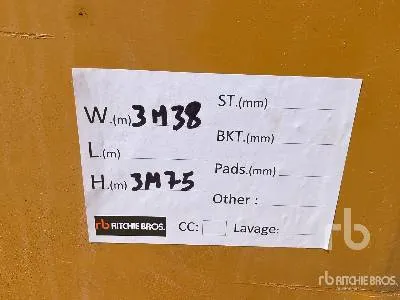 W.(m) 3M38
L.(m)
H.(m) 3M75
ST.(mm)
BKT.(mm)
Pads.(mm)
Other :
rb RITCHIE BROS. CC: Lavage:
rb
RITCHIE BROS.